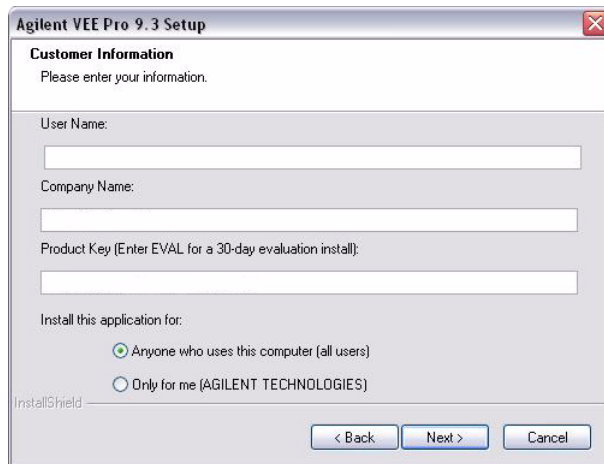 Agilent VEE Pro 9.3 Setup
Customer Information
Please enter your information.
User Name:
Company Name:
Product Key (Enter EVAL for a 30-day evaluation install):
Install this application for:
Anyone who uses this computer (all users)
Only for me (AGILENT TECHNOLOGIES)
InstallShield
< Back Next > Cancel